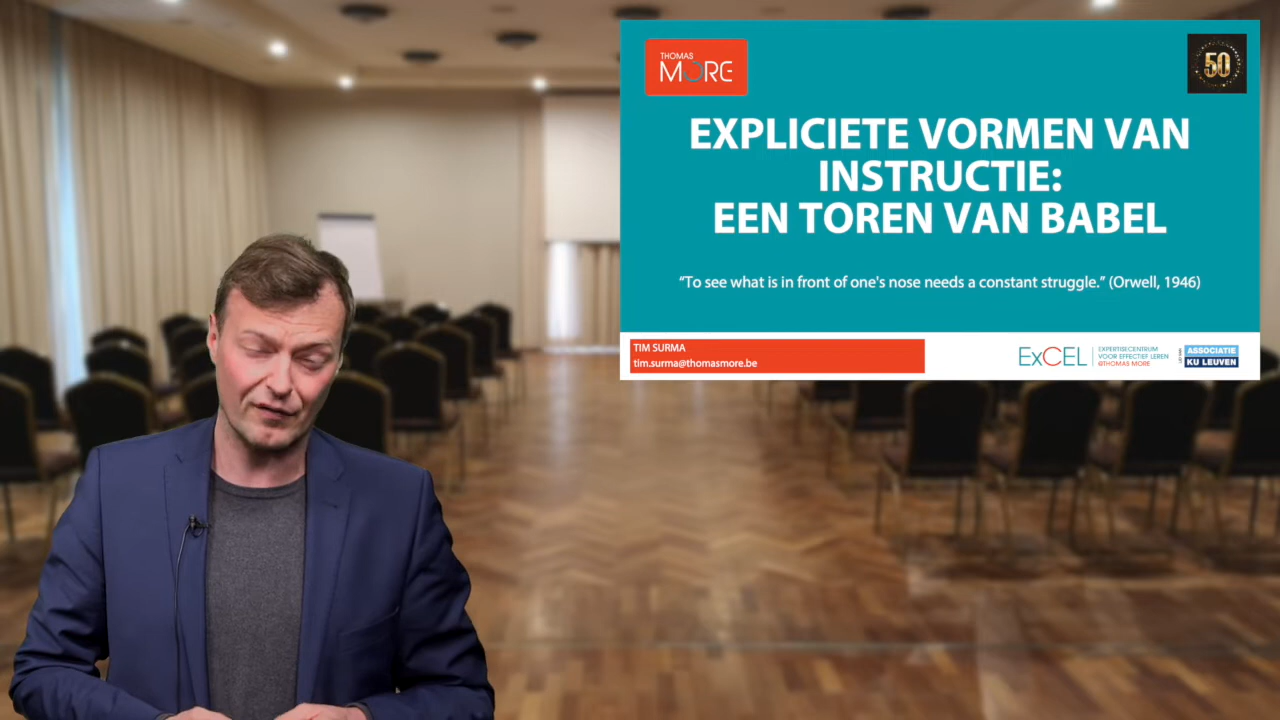 THOMAS
MORE
50
EXPLICIETE VORMEN VAN
INSTRUCTIE:
EEN TOREN VAN BABEL
“To see what is in front of one's nose needs a constant struggle.” (Orwell, 1946)
TIM SURMA
tim.surma@thomasmore.be
ExCEL
EXPERTISECENTRUM
VOOR EFFECTIEF LEREN
@THOMAS MORE
ASSOCIATIE
KU LEUVEN